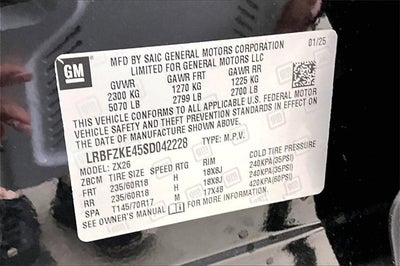 GM
MFD BY SAIC GENERAL MOTORS CORPORATION
LIMITED FOR GENERAL MOTORS LLC
01/25
GVWR GAWR FRT GAWR RR
2300 KG 1270 KG 1225 KG
5070 LB 2799 LB 2700 LB
THIS VEHICLE CONFORMS TO ALL APPLICABLE U.S. FEDERAL MOTOR
VEHICLE SAFETY AND THEFT PREVENTION STANDARDS IN EFFECT ON
THE DATE OF MANUFACTURE SHOWN ABOVE.
LRBFZKE45SD042228 TYPE: M.P.V.
MODEL: ZX26
ZBCM TIRE SIZE SPEED RTG RIM COLD TIRE PRESSURE
FRT 235/60R18 H 18X8J 240KPA(35PSI)
RR 235/60R18 H 18X8J 240KPA(35PSI)
SPA T145/70R17 M 17X4B 420KPA(60PSI)
SEE OWNER'S MANUAL FOR MORE INFORMATION.